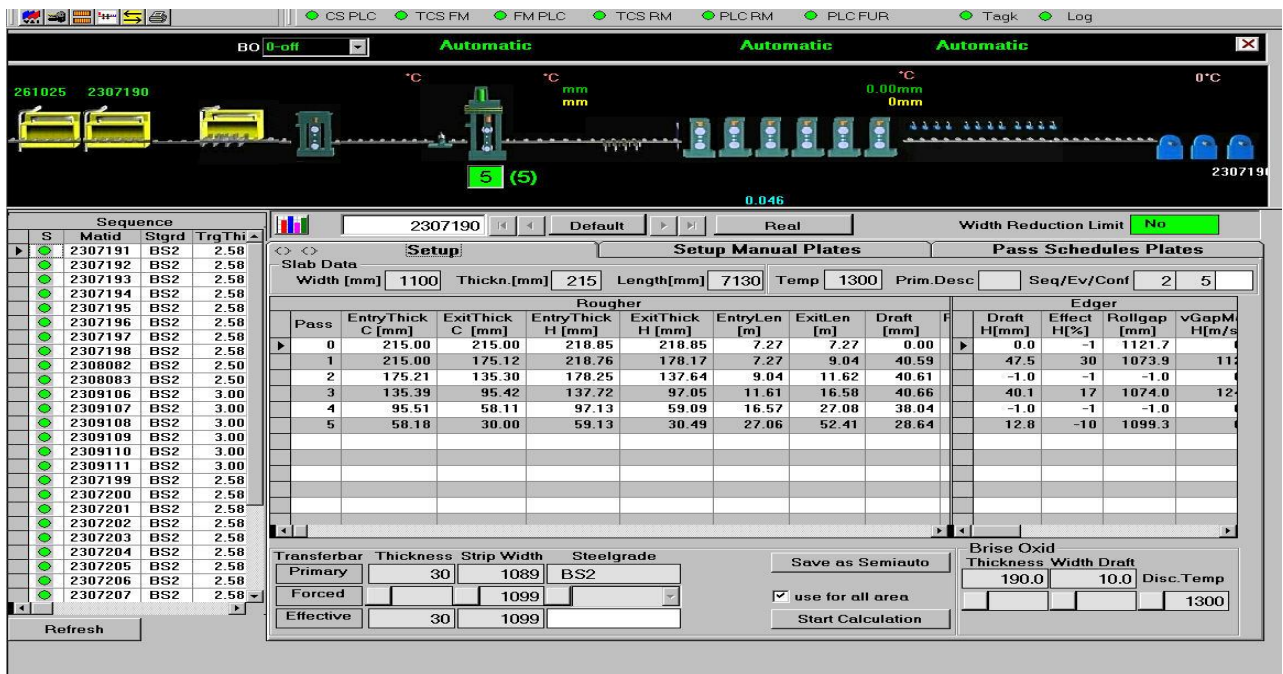 CS PLC TCS FM FM PLC TCS RM PLC RM PLC FUR Tagk Log
BO 0-off Automatic Automatic Automatic
°C °C °C 0°C
261025 2307190 mm 0.00mm
mm 0mm
5 (5) 230719
0.046
Sequence 2307190 Default Real Width Reduction Limit No
S Matid Stgrd TrgThi
2307191 BS2 2.58
2307192 BS2 2.58
2307193 BS2 2.58
2307194 BS2 2.58
2307195 BS2 2.58
2307196 BS2 2.58
2307197 BS2 2.58
2307198 BS2 2.58
2308082 BS2 2.50
2308083 BS2 2.50
2309106 BS2 3.00
2309107 BS2 3.00
2309108 BS2 3.00
2309109 BS2 3.00
2309110 BS2 3.00
2309111 BS2 3.00
2307199 BS2 2.58
2307200 BS2 2.58
2307201 BS2 2.58
2307202 BS2 2.58
2307203 BS2 2.58
2307204 BS2 2.58
2307205 BS2 2.58
2307206 BS2 2.58
2307207 BS2 2.58
Refresh
<> <> Setup Setup Manual Plates Pass Schedules Plates
Slab Data
Width [mm] 1100 Thickn.[mm] 215 Length[mm] 7130 Temp 1300 Prim.Desc Seq/Ev/Conf 2 5
Rougher
Pass EntryThick ExitThick EntryThick ExitThick EntryLen ExitLen Draft F
C [mm] C [mm] H [mm] H [mm] [m] [m] [mm]
0 215.00 215.00 218.85 218.85 7.27 7.27 0.00
1 215.00 175.12 218.76 178.17 7.27 9.04 40.59
2 175.21 135.30 178.25 137.64 9.04 11.62 40.61
3 135.39 95.42 137.72 97.05 11.61 16.58 40.66
4 95.51 58.11 97.13 59.09 16.57 27.08 38.04
5 58.18 30.00 59.13 30.49 27.06 52.41 28.64
Edger
Draft Effect Rollgap vGapM
H[mm] H[%] [mm] H[m/s
0.0 -1 1121.7
47.5 30 1073.9 11
-1.0 -1 -1.0
40.1 17 1074.0 12
-1.0 -1 -1.0
12.8 -10 1099.3
Transferbar Thickness Strip Width Steelgrade
Primary 30 1089 BS2
Forced 1099
Effective 30 1099
Save as Semiauto
use for all area
Start Calculation
Brise Oxid
Thickness Width Draft
190.0 10.0 Disc.Temp
1300